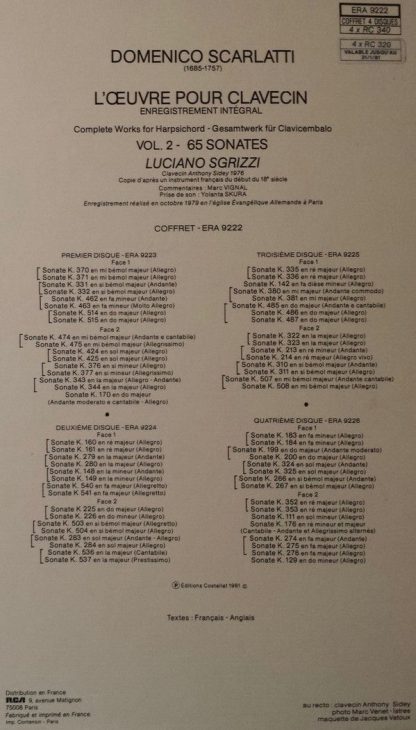 ERA 9222
COFFRET 4 DISQUES
4 x RC 340
4 x RC 320
VALABLE JUSQU'AU
31/1/87
DOMENICO SCARLATTI
(1685-1757)
L'ŒUVRE POUR CLAVECIN
ENREGISTREMENT INTÉGRAL
Complete Works for Harpsichord - Gesamtwerk für Clavicembalo
VOL. 2 - 65 SONATES
LUCIANO SGRIZZI
Clavecin Anthony Sidey 1976
Copie d'après un instrument français du début du 18e siècle
Commentaires : Marc VIGNAL
Prise de son : Yolanta SKURA
Enregistrement réalisé en octobre 1979 en l'église Évangélique Allemande à Paris
COFFRET - ERA 9222
PREMIER DISQUE - ERA 9223
Face 1
Sonate K. 370 en mi bémol majeur (Allegro)
Sonate K. 371 en mi bémol majeur (Allegro)
Sonate K. 331 en si bémol majeur (Andante)
Sonate K. 332 en si bémol majeur (Allegro)
Sonate K. 462 en fa mineur (Andante)
Sonate K. 463 en fa mineur (Molto Allegro)
Sonate K. 514 en do majeur (Allegro)
Sonate K. 515 en do majeur (Allegro)
Face 2
Sonate K. 474 en mi bémol majeur (Andante e cantabile)
Sonate K. 475 en mi bémol majeur (Allegrissimo)
Sonate K. 424 en sol majeur (Allegro)
Sonate K. 425 en sol majeur (Allegro)
Sonate K. 376 en si mineur (Allegro)
Sonate K. 377 en si mineur (Allegrissimo)
Sonate K. 343 en la majeur (Allegro - Andante)
Sonate K. 344 en la majeur (Allegro)
Sonate K. 170 en do majeur
(Andante moderato e cantabile - Allegro)
DEUXIÈME DISQUE - ERA 9224
Face 1
Sonate K. 160 en ré majeur (Allegro)
Sonate K. 161 en ré majeur (Allegro)
Sonate K. 279 en la majeur (Andante)
Sonate K. 280 en la majeur (Allegro)
Sonate K. 148 en la mineur (Andante)
Sonate K. 149 en la mineur (Allegro)
Sonate K. 540 en fa majeur (Allegretto)
Sonate K. 541 en fa majeur (Allegretto)
Face 2
Sonate K. 225 en do majeur (Allegro)
Sonate K. 226 en do mineur (Allegro)
Sonate K. 503 en si bémol majeur (Allegretto)
Sonate K. 504 en si bémol majeur (Allegro)
Sonate K. 283 en sol majeur (Andante - Allegro)
Sonate K. 284 en sol majeur (Allegro)
Sonate K. 536 en la majeur (Cantabile)
Sonate K. 537 en la majeur (Prestissimo)
TROISIÈME DISQUE - ERA 9225
Face 1
Sonate K. 335 en ré majeur (Allegro)
Sonate K. 336 en ré majeur (Allegro)
Sonate K. 142 en fa dièse mineur (Allegro)
Sonate K. 380 en mi majeur (Andante commodo)
Sonate K. 381 en mi majeur (Allegro)
Sonate K. 485 en do majeur (Andante e cantabile)
Sonate K. 486 en do majeur (Allegro)
Sonate K. 487 en do majeur (Allegro)
Face 2
Sonate K. 322 en la majeur (Allegro)
Sonate K. 323 en la majeur (Allegro)
Sonate K. 213 en ré mineur (Andante)
Sonate K. 214 en ré majeur (Allegro vivo)
Sonate K. 310 en si bémol majeur (Andante)
Sonate K. 311 en si bémol majeur (Allegro)
Sonate K. 507 en mi bémol majeur (Andante cantabile)
Sonate K. 508 en mi bémol majeur (Allegro)
QUATRIÈME DISQUE - ERA 9226
Face 1
Sonate K. 183 en fa mineur (Allegro)
Sonate K. 184 en fa mineur (Allegro)
Sonate K. 199 en do majeur (Andante moderato)
Sonate K. 200 en do majeur (Allegro)
Sonate K. 324 en sol majeur (Andante)
Sonate K. 325 en sol majeur (Allegro)
Sonate K. 266 en si bémol majeur (Andante)
Sonate K. 267 en si bémol majeur (Allegro)
Face 2
Sonate K. 352 en ré majeur (Allegro)
Sonate K. 353 en ré majeur (Allegro)
Sonate K. 111 en sol mineur (Allegro)
Sonate K. 176 en ré mineur et majeur
(Cantabile - Andante et Allegrissimo alternés)
Sonate K. 274 en fa majeur (Andante)
Sonate K. 275 en fa majeur (Allegro)
Sonate K. 276 en fa majeur (Allegro)
Sonate K. 129 en do mineur (Allegro)
Ⓟ Éditions Costallat 1981 ©
Textes : Français - Anglais
Distribution en France
RCA 9, avenue Matignon
75008 Paris
Fabriqué et imprimé en France
Imp. Contenson - Paris
au recto : clavecin Anthony Sidey
photo Marc Venet - Istres
maquette de Jacques Vatoux